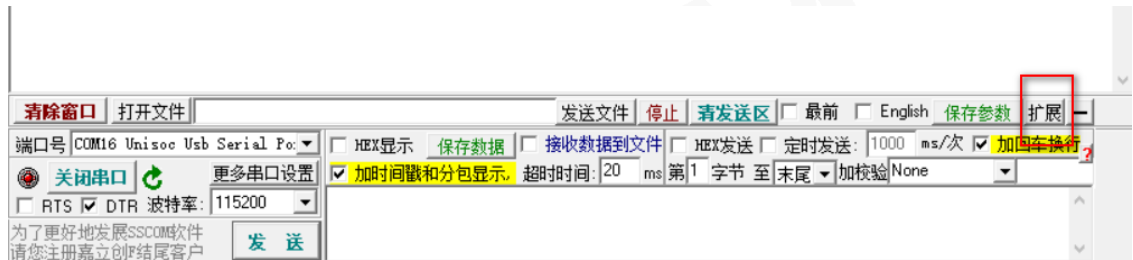 清除窗口 打开文件 发送文件 停止 清发送区 最前 English 保存参数 扩展 —
端口号 COM16 Unisoc Usb Serial Po: HEX显示 保存数据 接收数据到文件 HEX发送 定时发送: 1000 ms/次 加回车换行
关闭串口 更多串口设置 加时间戳和分包显示, 超时时间: 20 ms 第1 字节 至 末尾 加校验 None ?
RTS DTR 波特率: 115200
为了更好地发展SSCOM软件
请您注册嘉立创F结尾客户 发 送